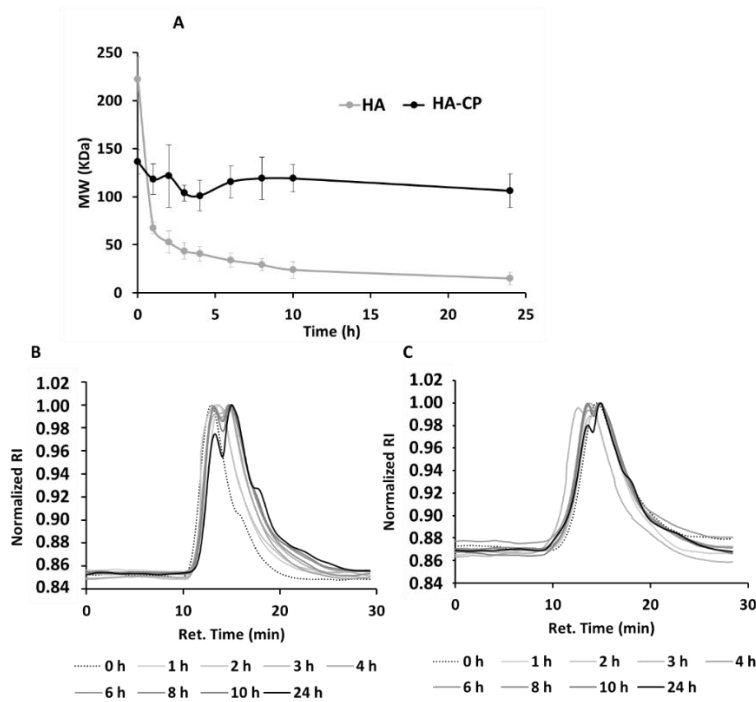 A
250
200
150
100
50
0
MW (KDa)
HA HA-CP
0 5 10 15 20 25
Time (h)
B
1.02
1.00
0.98
0.96
0.94
0.92
0.90
0.88
0.86
0.84
Normalized RI
0 10 20 30
Ret. Time (min)
0 h 1 h 2 h 3 h 4 h
6 h 8 h 10 h 24 h
C
1.02
1.00
0.98
0.96
0.94
0.92
0.90
0.88
0.86
0.84
Normalized RI
0 10 20 30
Ret. Time (min)
0 h 1 h 2 h 3 h 4 h
6 h 8 h 10 h 24 h